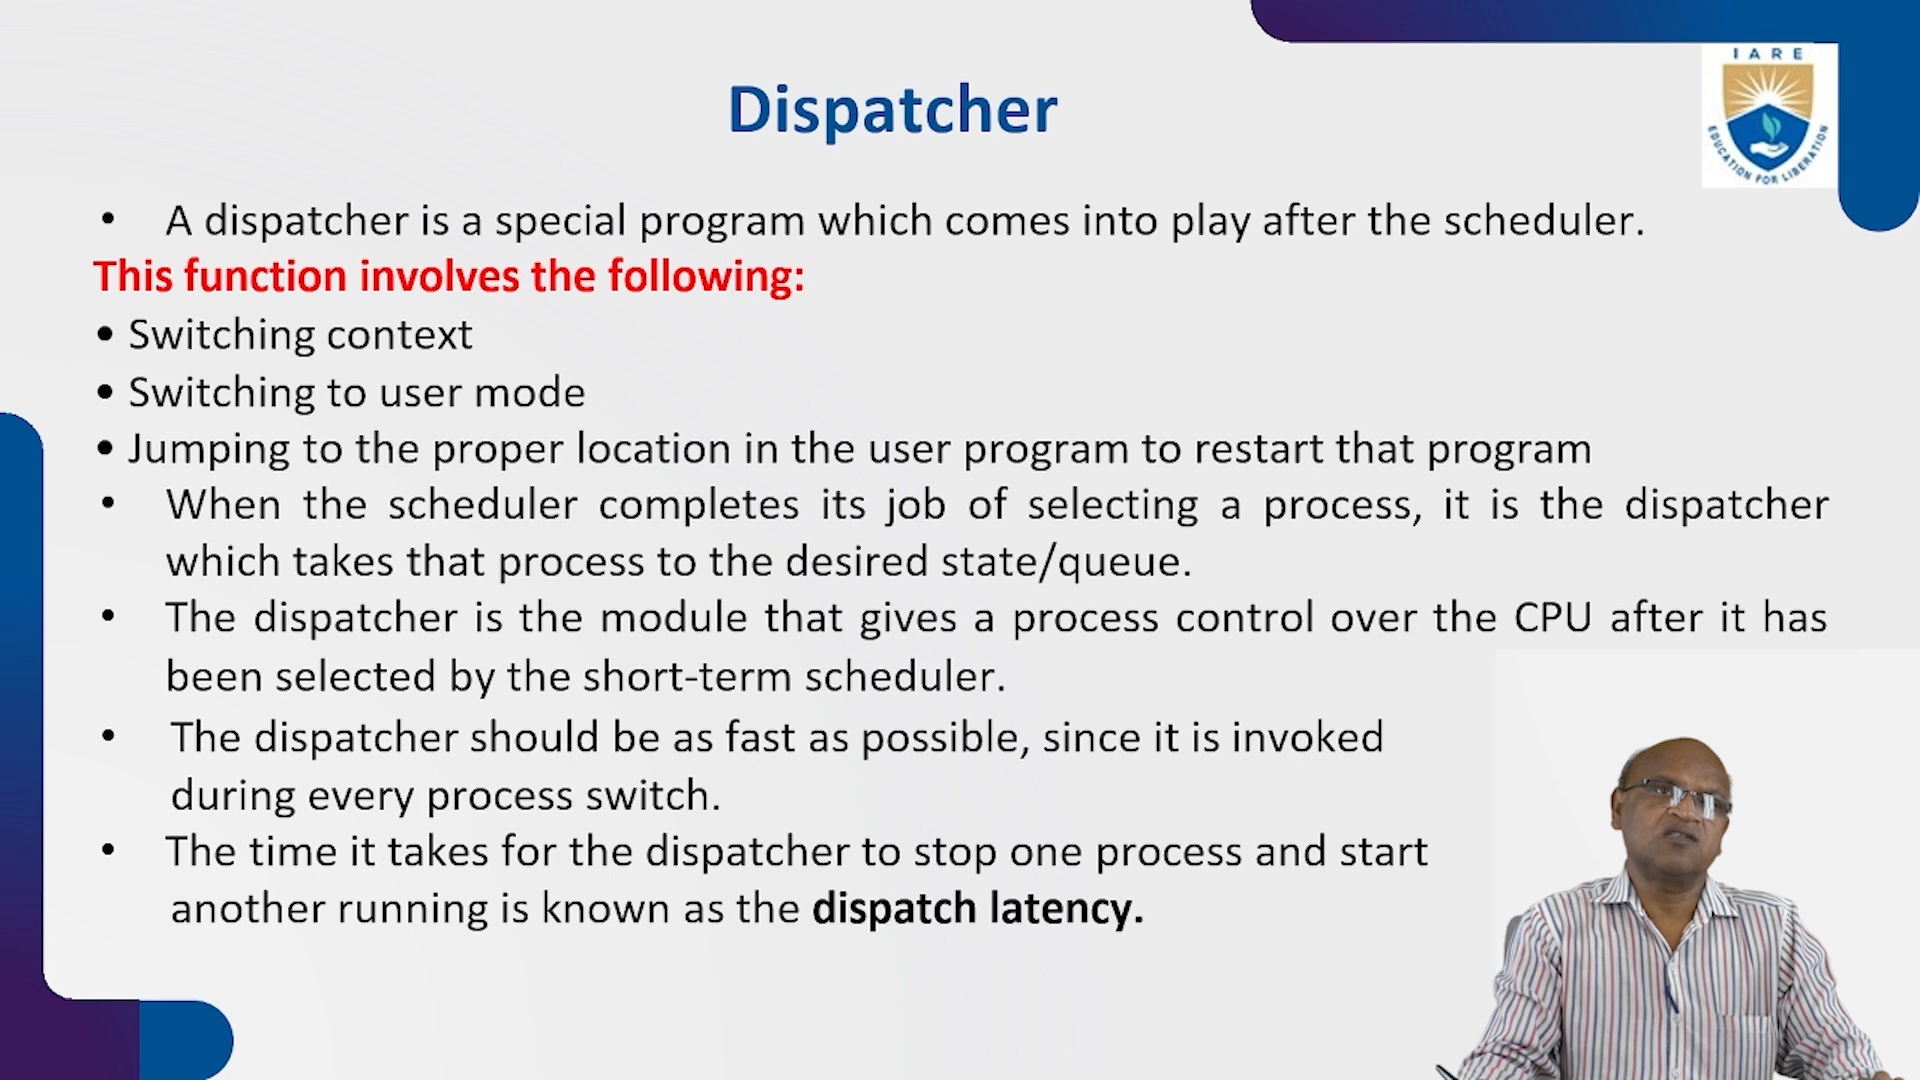 IARE
EDUCATION FOR LIBERATION
Dispatcher
• A dispatcher is a special program which comes into play after the scheduler.
This function involves the following:
• Switching context
• Switching to user mode
• Jumping to the proper location in the user program to restart that program
• When the scheduler completes its job of selecting a process, it is the dispatcher
which takes that process to the desired state/queue.
• The dispatcher is the module that gives a process control over the CPU after it has
been selected by the short-term scheduler.
• The dispatcher should be as fast as possible, since it is invoked
during every process switch.
• The time it takes for the dispatcher to stop one process and start
another running is known as the dispatch latency.